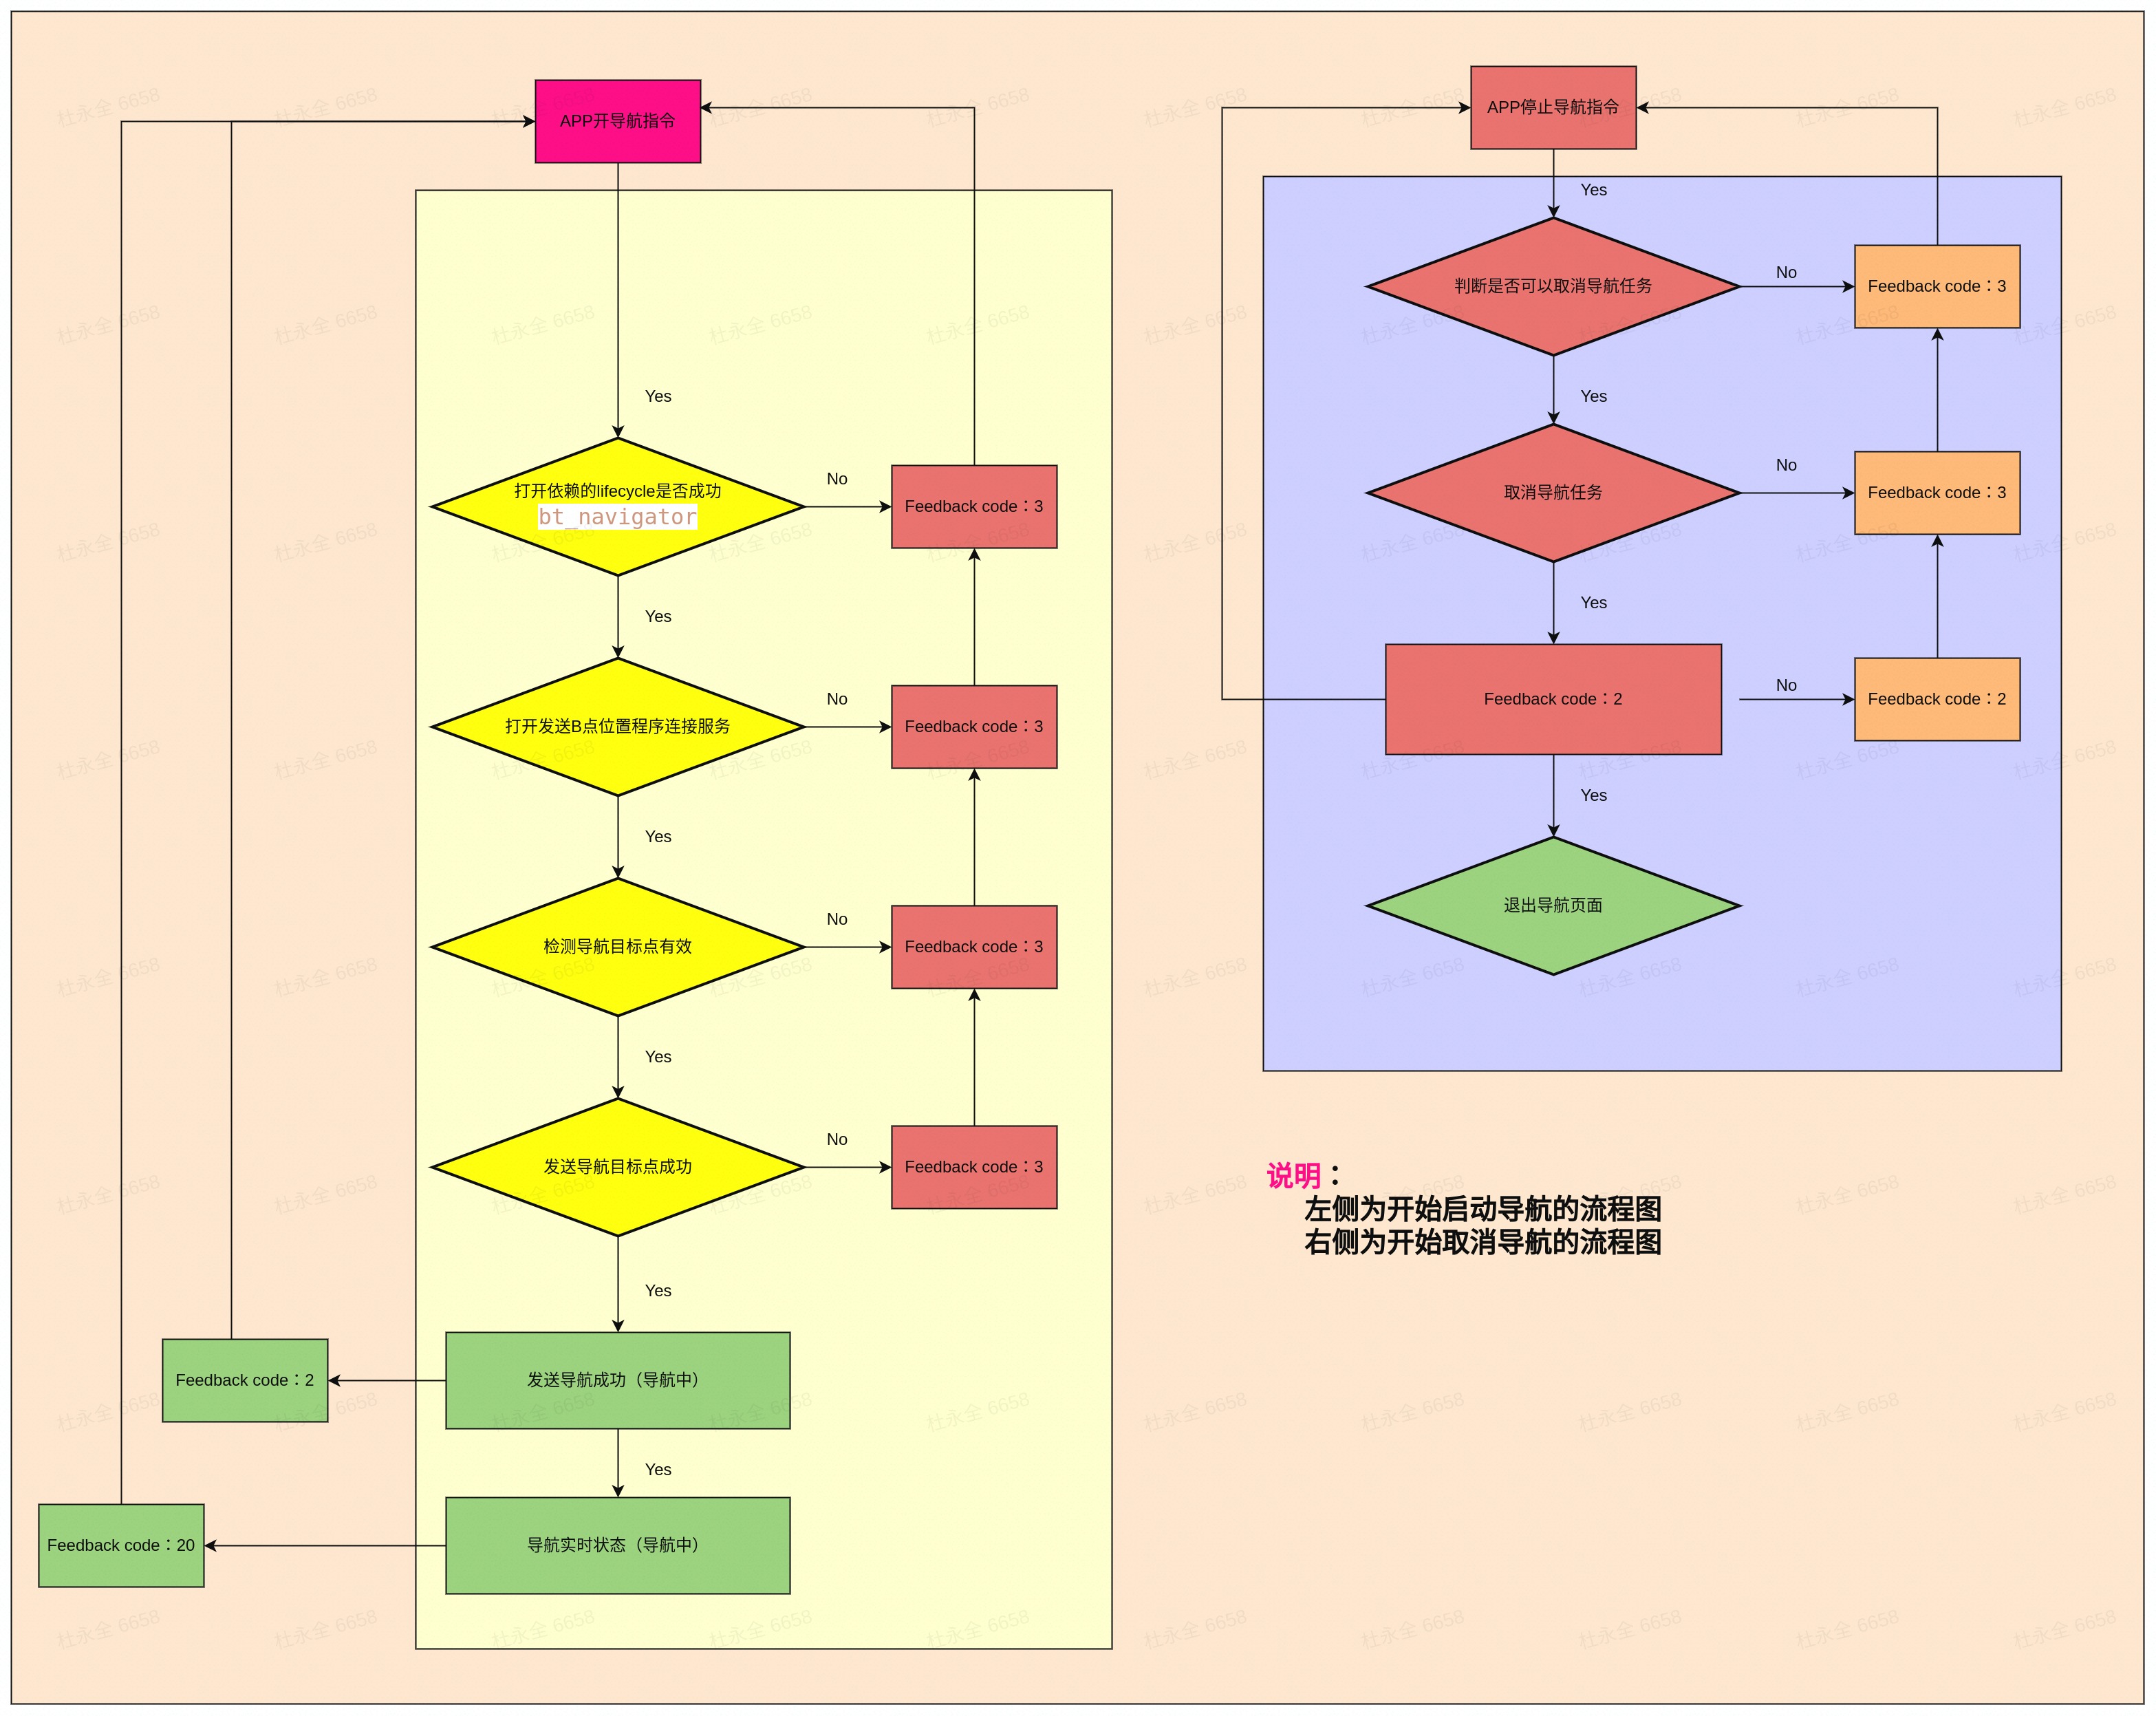 APP开导航指令
Yes
打开依赖的lifecycle是否成功
bt_navigator
No
Feedback code：3
Yes
打开发送B点位置程序连接服务
No
Feedback code：3
Yes
检测导航目标点有效
No
Feedback code：3
Yes
发送导航目标点成功
No
Feedback code：3
Yes
发送导航成功（导航中）
Feedback code：2
Yes
导航实时状态（导航中）
Feedback code：20
APP停止导航指令
Yes
判断是否可以取消导航任务
No
Feedback code：3
Yes
取消导航任务
No
Feedback code：3
Yes
Feedback code：2
No
Feedback code：2
Yes
退出导航页面
说明：
左侧为开始启动导航的流程图
右侧为开始取消导航的流程图
杜永全 6658